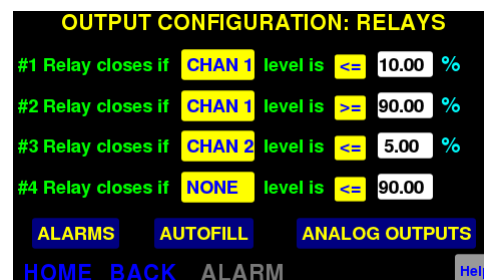 OUTPUT CONFIGURATION: RELAYS
#1 Relay closes if CHAN 1 level is <= 10.00 %
#2 Relay closes if CHAN 1 level is >= 90.00 %
#3 Relay closes if CHAN 2 level is <= 5.00 %
#4 Relay closes if NONE level is <= 90.00
ALARMS AUTOFILL ANALOG OUTPUTS
HOME BACK ALARM Help